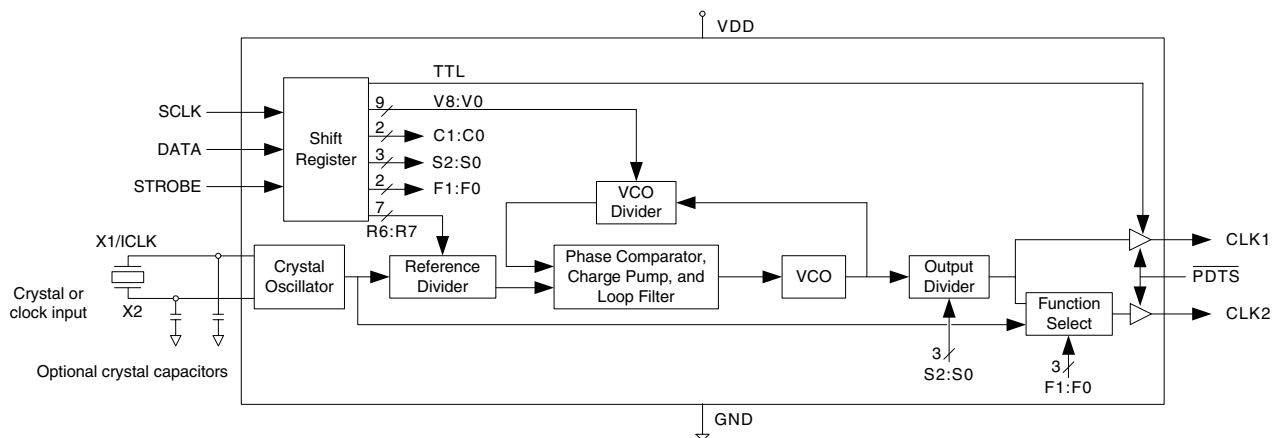 VDD
TTL
SCLK
DATA
STROBE
Shift
Register
9
V8:V0
2
C1:C0
3
S2:S0
2
F1:F0
7
R6:R7
VCO
Divider
X1/ICLK
X2
Crystal or
clock input
Optional crystal capacitors
Crystal
Oscillator
Reference
Divider
Phase Comparator,
Charge Pump, and
Loop Filter
VCO
Output
Divider
Function
Select
3
S2:S0
3
F1:F0
CLK1
PDTS
CLK2
GND